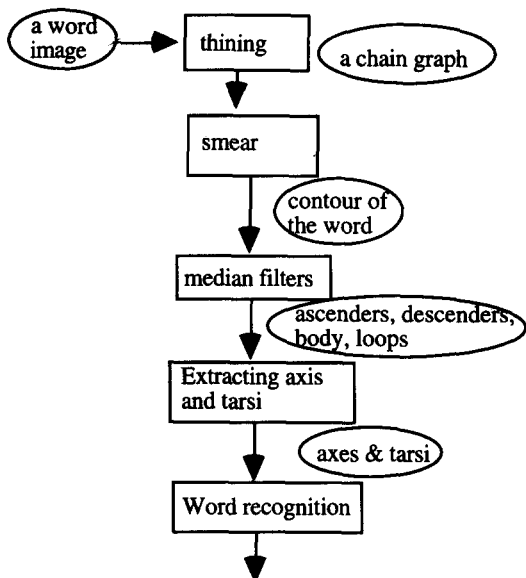 a word
image
thining
a chain graph
smear
contour of
the word
median filters
ascenders, descenders,
body, loops
Extracting axis
and tarsi
axes & tarsi
Word recognition